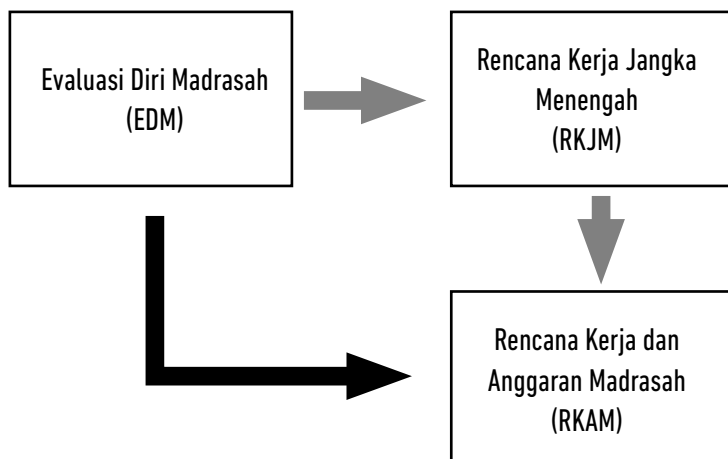 Evaluasi Diri Madrasah
(EDM)
Rencana Kerja Jangka
Menengah
(RKJM)
Rencana Kerja dan
Anggaran Madrasah
(RKAM)